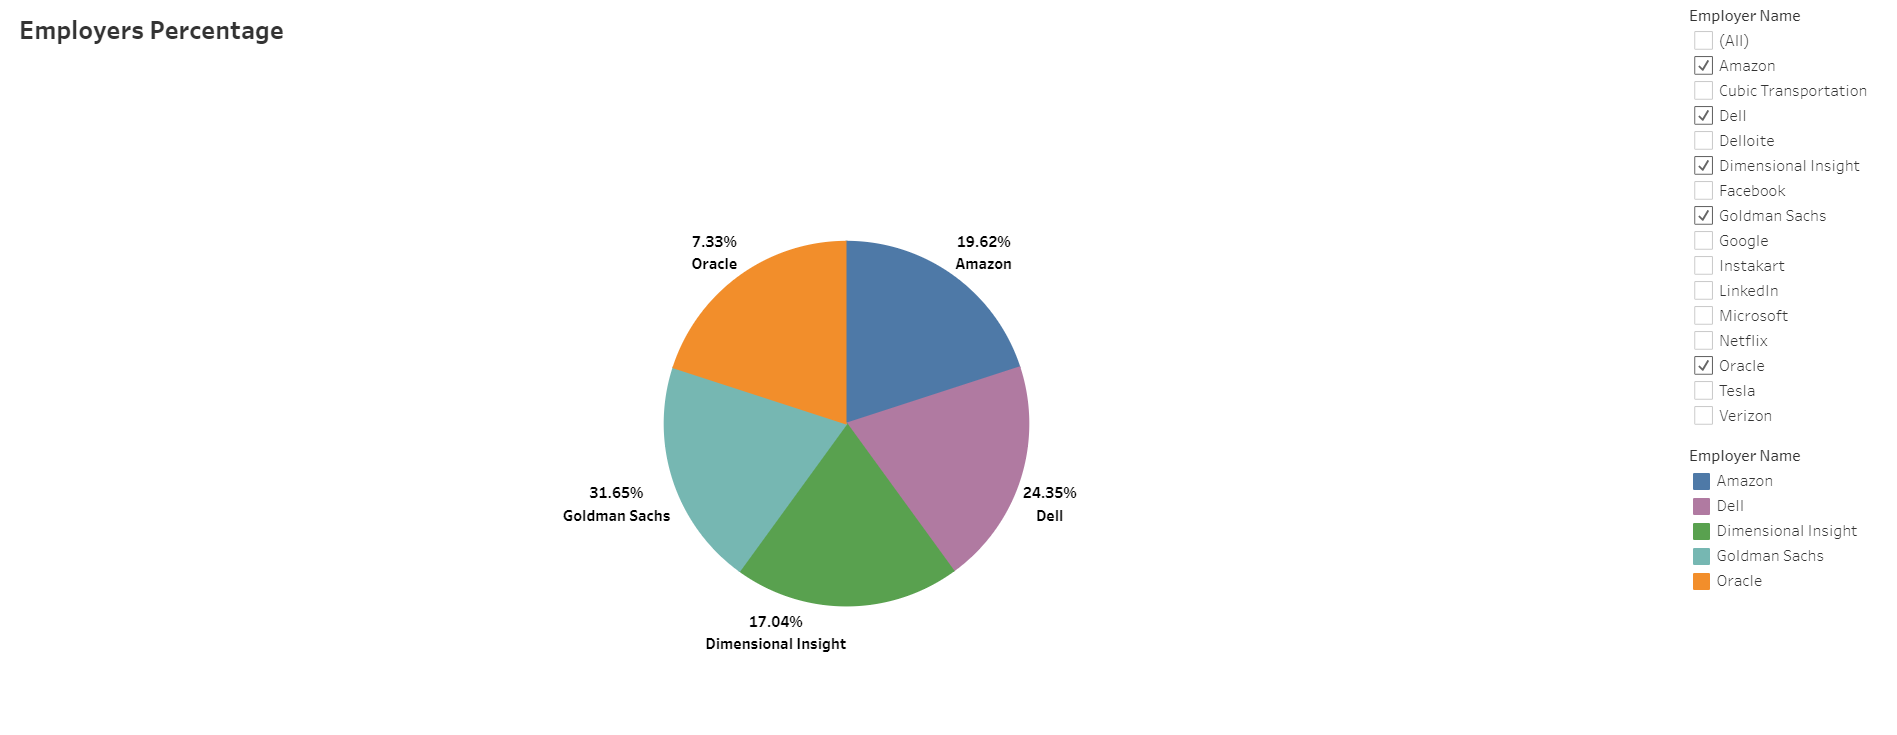 Employers Percentage
7.33%
Oracle
19.62%
Amazon
31.65%
Goldman Sachs
24.35%
Dell
17.04%
Dimensional Insight
Employer Name
(All)
Amazon
Cubic Transportation
Dell
Delloite
Dimensional Insight
Facebook
Goldman Sachs
Google
Instakart
LinkedIn
Microsoft
Netflix
Oracle
Tesla
Verizon
Employer Name
Amazon
Dell
Dimensional Insight
Goldman Sachs
Oracle